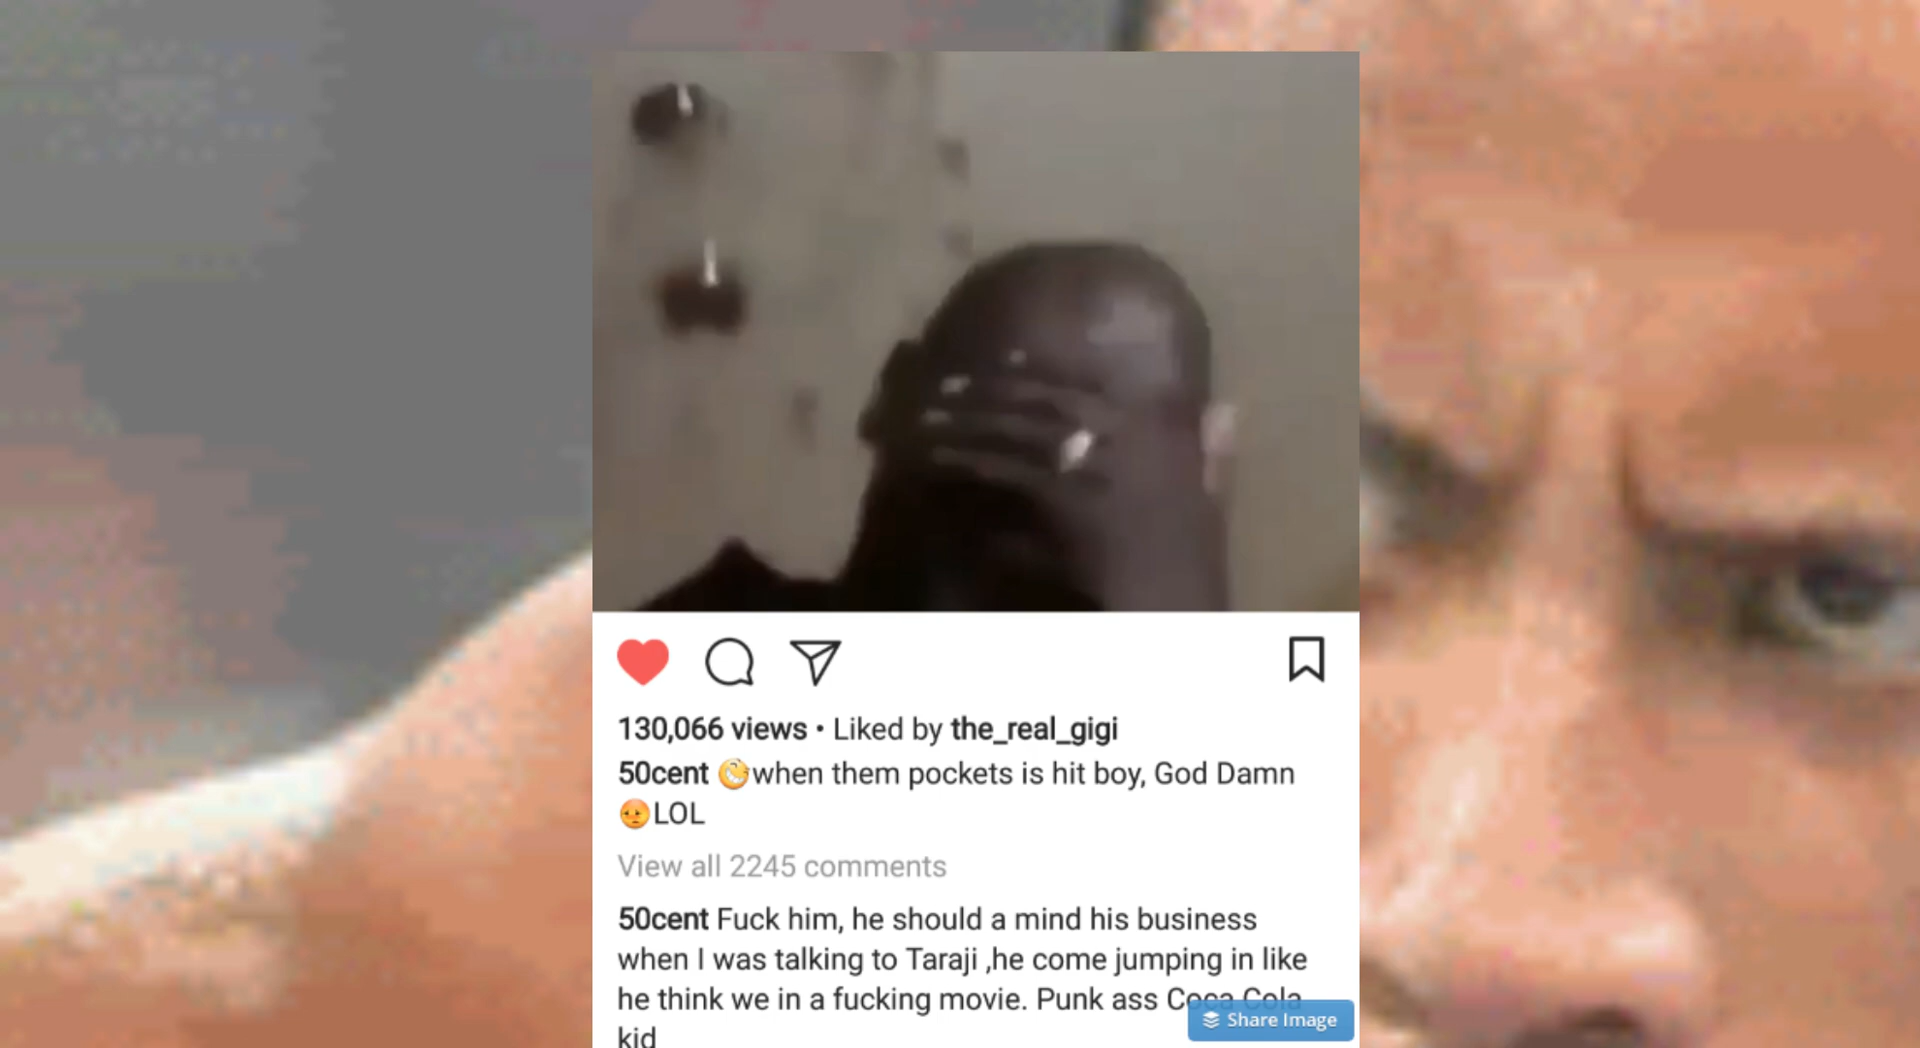 130,066 views • Liked by the_real_gigi
50cent when them pockets is hit boy, God Damn
LOL
View all 2245 comments
50cent Fuck him, he should a mind his business
when I was talking to Taraji ,he come jumping in like
he think we in a fucking movie. Punk ass Coca Cola
kid
Share Image